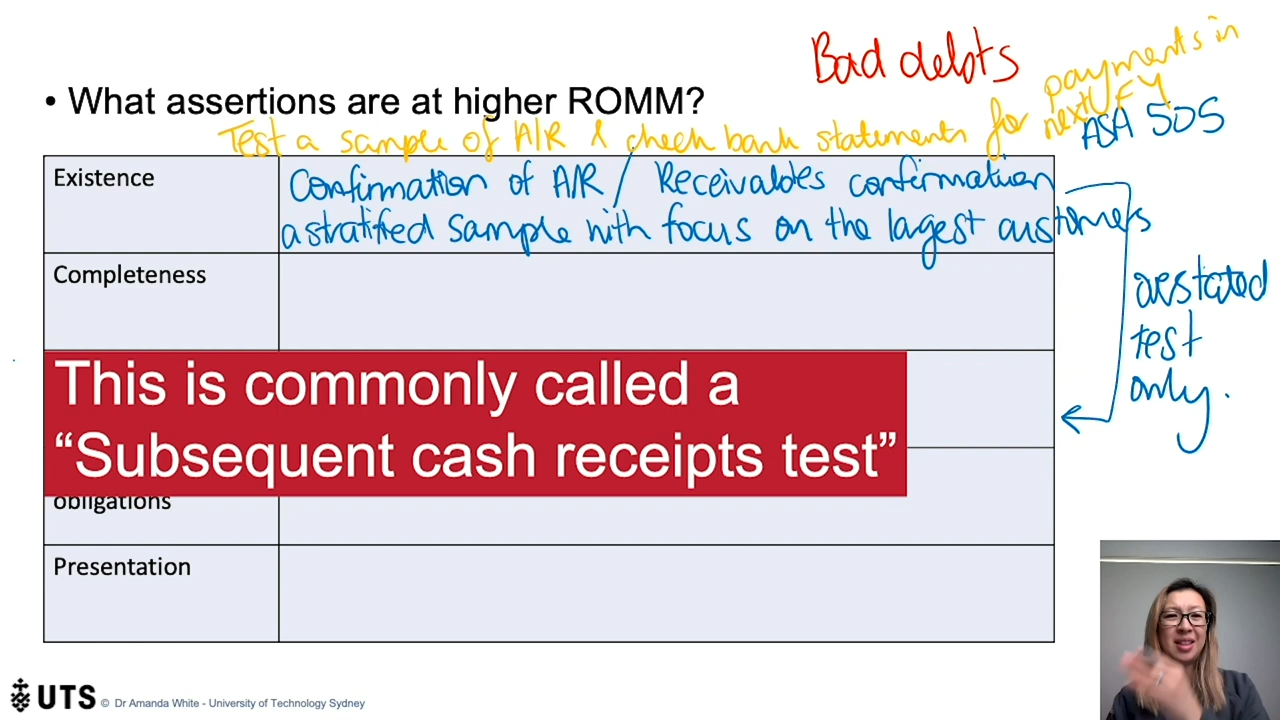 Bad debts
• What assertions are at higher ROMM?
Test a sample of A/R & check bank statements for payments in
next FY
ASA 505
Existence
Confirmation of A/R / Receivables confirmation
a stratified sample with focus on the largest customers
Completeness
This is commonly called a
“Subsequent cash receipts test”
test
only.
obligations
Presentation
UTS © Dr Amanda White - University of Technology Sydney